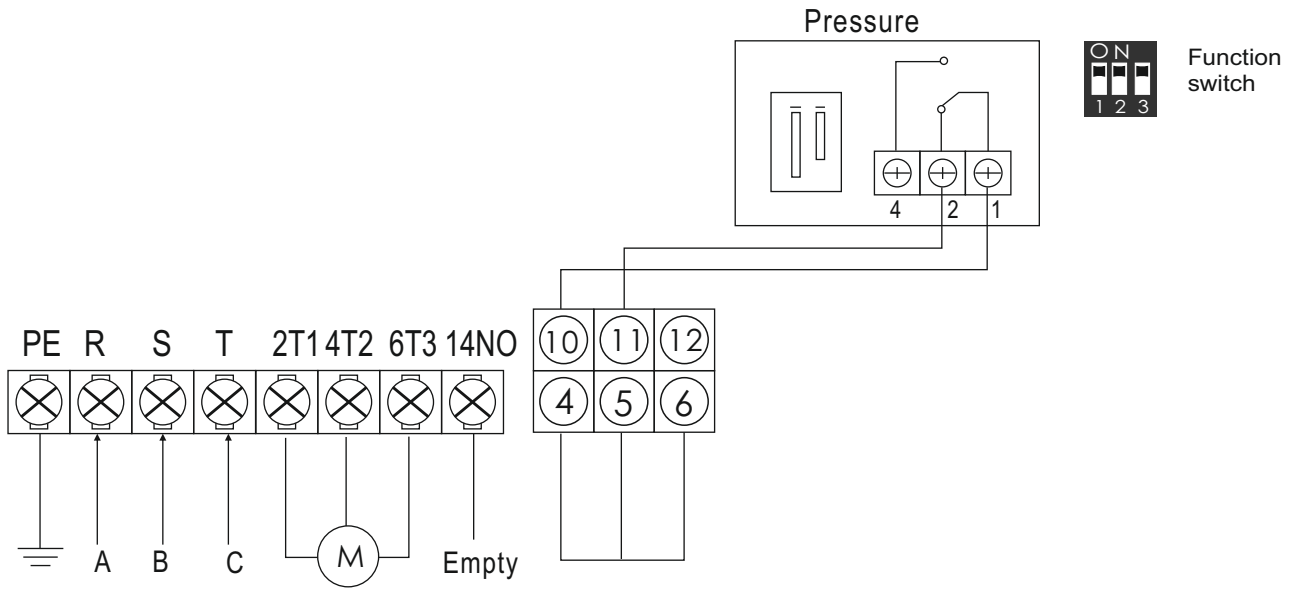 Pressure
ON
1 2 3
Function
switch
4 2 1
PE R S T 2T1 4T2 6T3 14NO
10 11 12
4 5 6
A B C M Empty